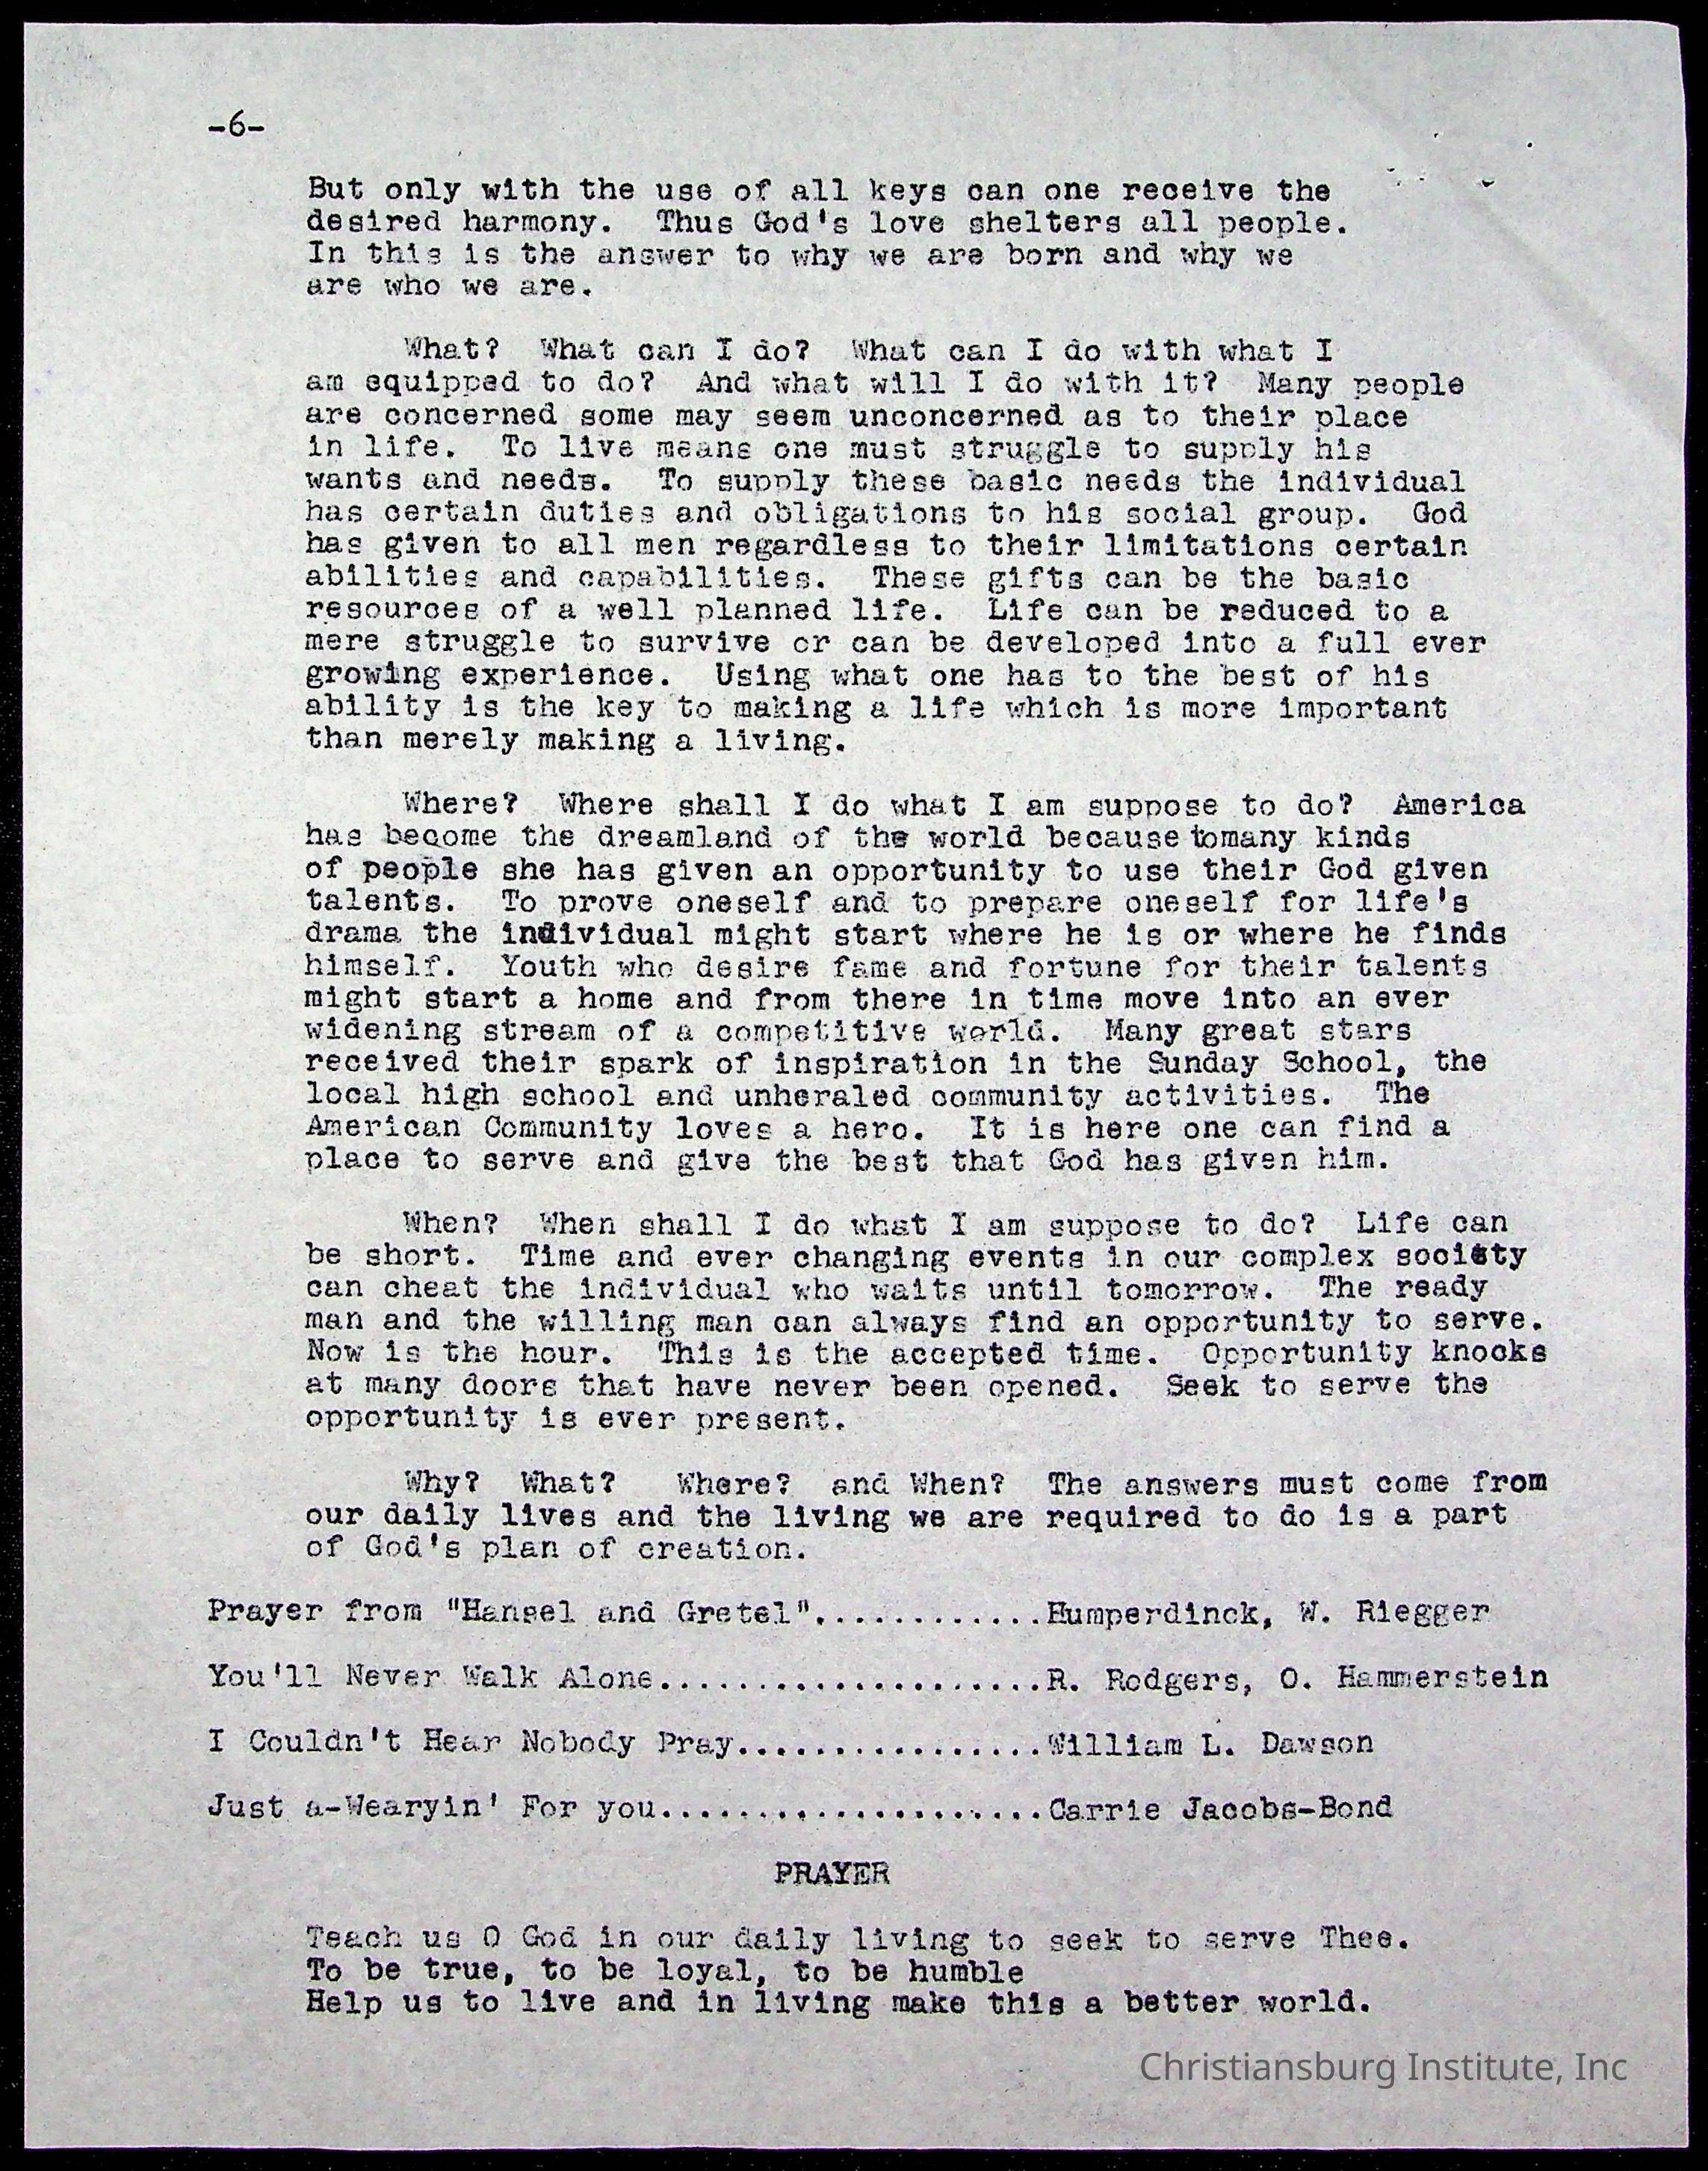 -6-
But only with the use of all keys can one receive the
desired harmony.  Thus God's love shelters all people.
In this is the answer to why we are born and why we
are who we are.
What?  What can I do?  What can I do with what I
am equipped to do?  And what will I do with it?  Many people
are concerned some may seem unconcerned as to their place
in life.  To live means one must struggle to supply his
wants and needs.  To supply these basic needs the individual
has certain duties and obligations to his social group.  God
has given to all men regardless to their limitations certain
abilities and capabilities.  These gifts can be the basic
resources of a well planned life.  Life can be reduced to a
mere struggle to survive or can be developed into a full ever
growing experience.  Using what one has to the best of his
ability is the key to making a life which is more important
than merely making a living.
Where?  Where shall I do what I am suppose to do?  America
has become the dreamland of the world because to many kinds
of people she has given an opportunity to use their God given
talents.  To prove oneself and to prepare oneself for life's
drama the individual might start where he is or where he finds
himself.  Youth who desire fame and fortune for their talents
might start a home and from there in time move into an ever
widening stream of a competitive world.  Many great stars
received their spark of inspiration in the Sunday School, the
local high school and unheraled community activities.  The
American Community loves a hero.  It is here one can find a
place to serve and give the best that God has given him.
When?  When shall I do what I am suppose to do?  Life can
be short.  Time and ever changing events in our complex society
can cheat the individual who waits until tomorrow.  The ready
man and the willing man can always find an opportunity to serve.
Now is the hour.  This is the accepted time.  Opportunity knocks
at many doors that have never been opened.  Seek to serve the
opportunity is ever present.
Why?  What?   Where?  and When?  The answers must come from
our daily lives and the living we are required to do is a part
of God's plan of creation.
Prayer from "Hansel and Gretel"............Humperdinck, W. Riegger
You'll Never Walk Alone....................R. Rodgers, O. Hammerstein
I Couldn't Hear Nobody Pray................William L. Dawson
Just a-Wearyin' For you....................Carrie Jacobs-Bond
PRAYER
Teach us O God in our daily living to seek to serve Thee.
To be true, to be loyal, to be humble
Help us to live and in living make this a better world.
Christiansburg Institute, Inc